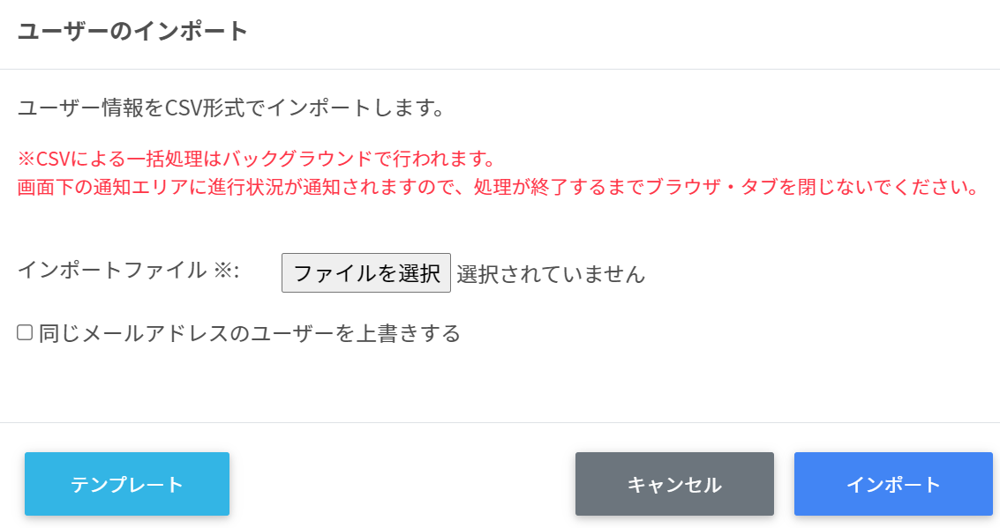 ユーザーのインポート
ユーザー情報をCSV形式でインポートします。
※CSVによる一括処理はバックグラウンドで行われます。
画面下の通知エリアに進行状況が通知されますので、処理が終了するまでブラウザ・タブを閉じないでください。
インポートファイル ※: ファイルを選択 選択されていません
同じメールアドレスのユーザーを上書きする
テンプレート キャンセル インポート